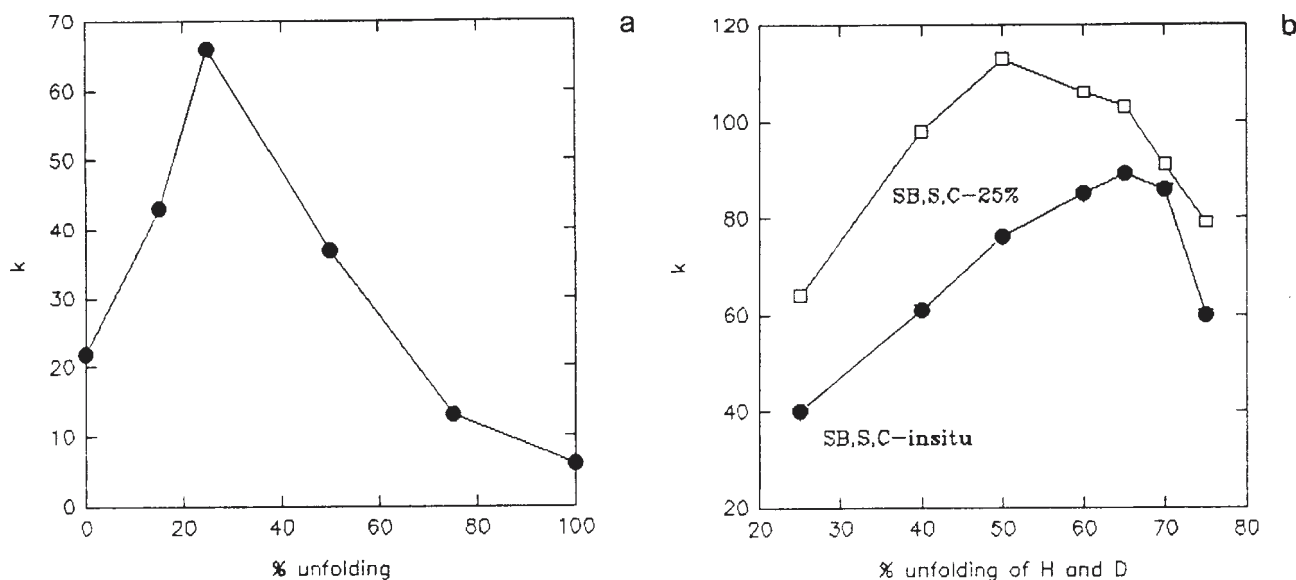 a
70
60
50
40
30
20
10
0
k
0 20 40 60 80 100
% unfolding
b
120
100
80
60
40
20
k
SB,S,C-25%
SB,S,C-insitu
20 30 40 50 60 70 80
% unfolding of H and D